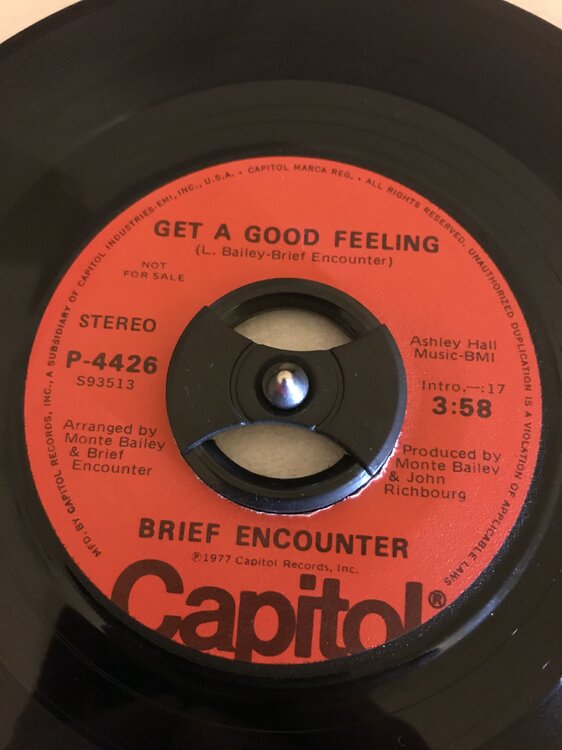 MFD. BY CAPITOL RECORDS, INC., A SUBSIDIARY OF CAPITOL INDUSTRIES-EMI, INC., U.S.A. • CAPITOL MARCA REG. • ALL RIGHTS RESERVED. UNAUTHORIZED DUPLICATION IS A VIOLATION OF APPLICABLE LAWS
GET A GOOD FEELING
(L. Bailey-Brief Encounter)
NOT
FOR SALE
STEREO
P-4426
S93513
Arranged by
Monte Bailey
& Brief
Encounter
Ashley Hall
Music-BMI
Intro.—:17
3:58
Produced by
Monte Bailey
& John
Richbourg
BRIEF ENCOUNTER
℗1977 Capitol Records, Inc.
Capitol®